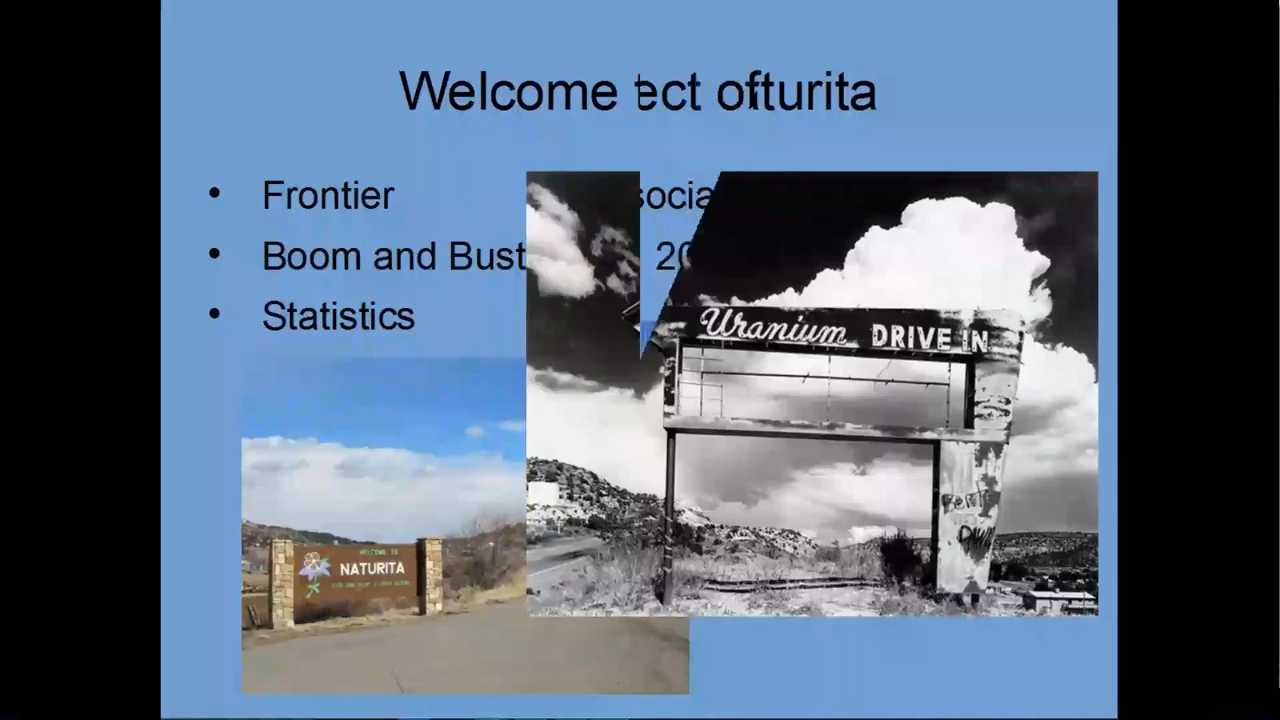 Welcome ect ofturita
• Frontier socia
• Boom and Bust 20
• Statistics
Uranium DRIVE IN
WELCOME TO
NATURITA